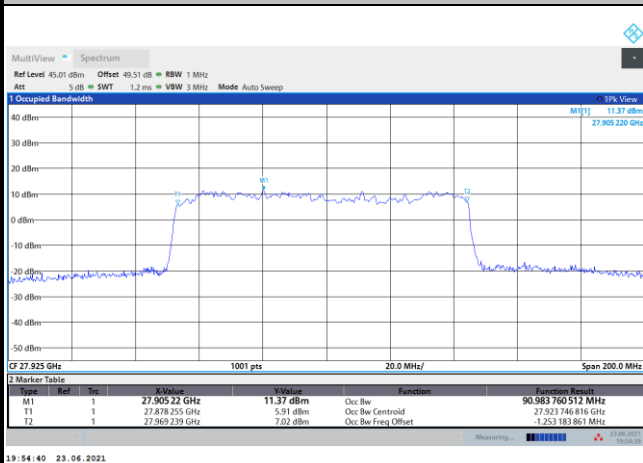 MultiView Spectrum
Ref Level 45.01 dBm Offset 49.51 dB RBW 1 MHz
Att 5 dB SWT 1.2 ms VBW 3 MHz Mode Auto Sweep
1 Occupied Bandwidth 1Pk View
M1[1] 11.37 dBm
27.905 220 GHz
40 dBm
30 dBm
20 dBm
M1
T1 T2
10 dBm
0 dBm
-10 dBm
-20 dBm
-30 dBm
-40 dBm
-50 dBm
CF 27.925 GHz 1001 pts 20.0 MHz/ Span 200.0 MHz
2 Marker Table
Type Ref Trc X-Value Y-Value Function Function Result
M1 1 27.905 22 GHz 11.37 dBm Occ Bw 90.983 760 512 MHz
T1 1 27.878 255 GHz 5.91 dBm Occ Bw Centroid 27.923 746 816 GHz
T2 1 27.969 239 GHz 7.02 dBm Occ Bw Freq Offset -1.253 183 861 MHz
Measuring... 23.06.2021
19:54:39
19:54:40 23.06.2021